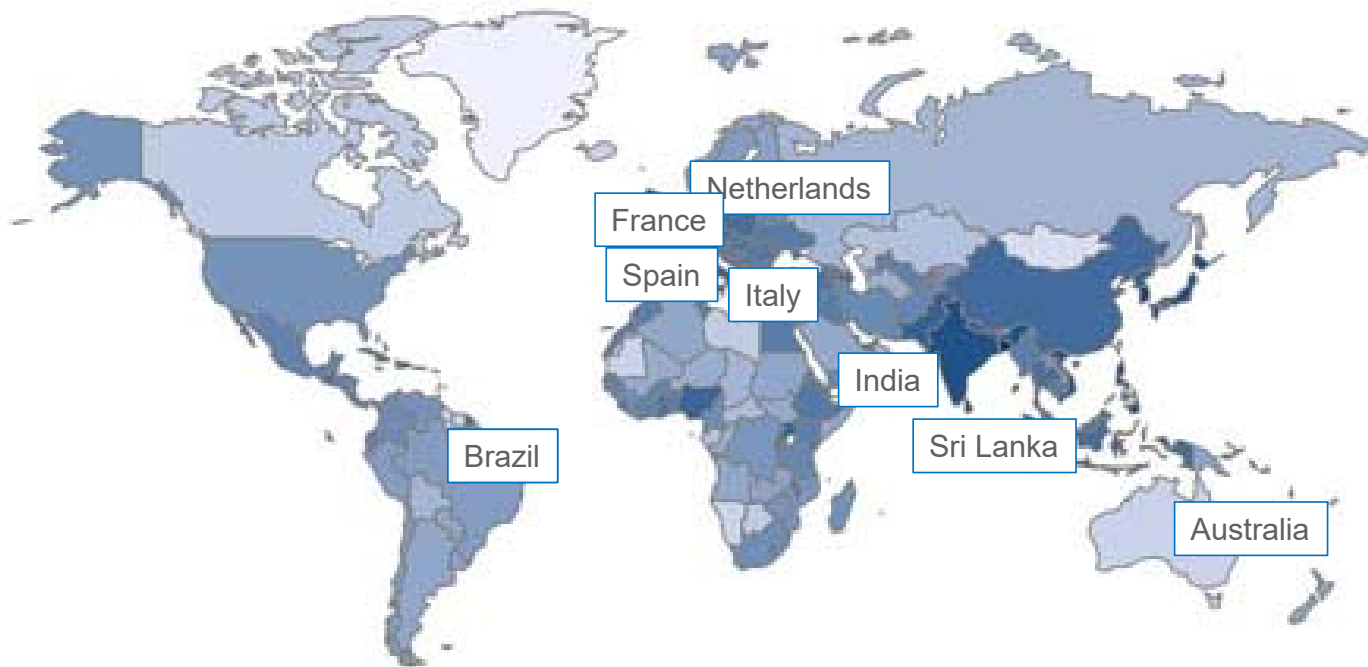 Netherlands
France
Spain
Italy
India
Brazil
Sri Lanka
Australia